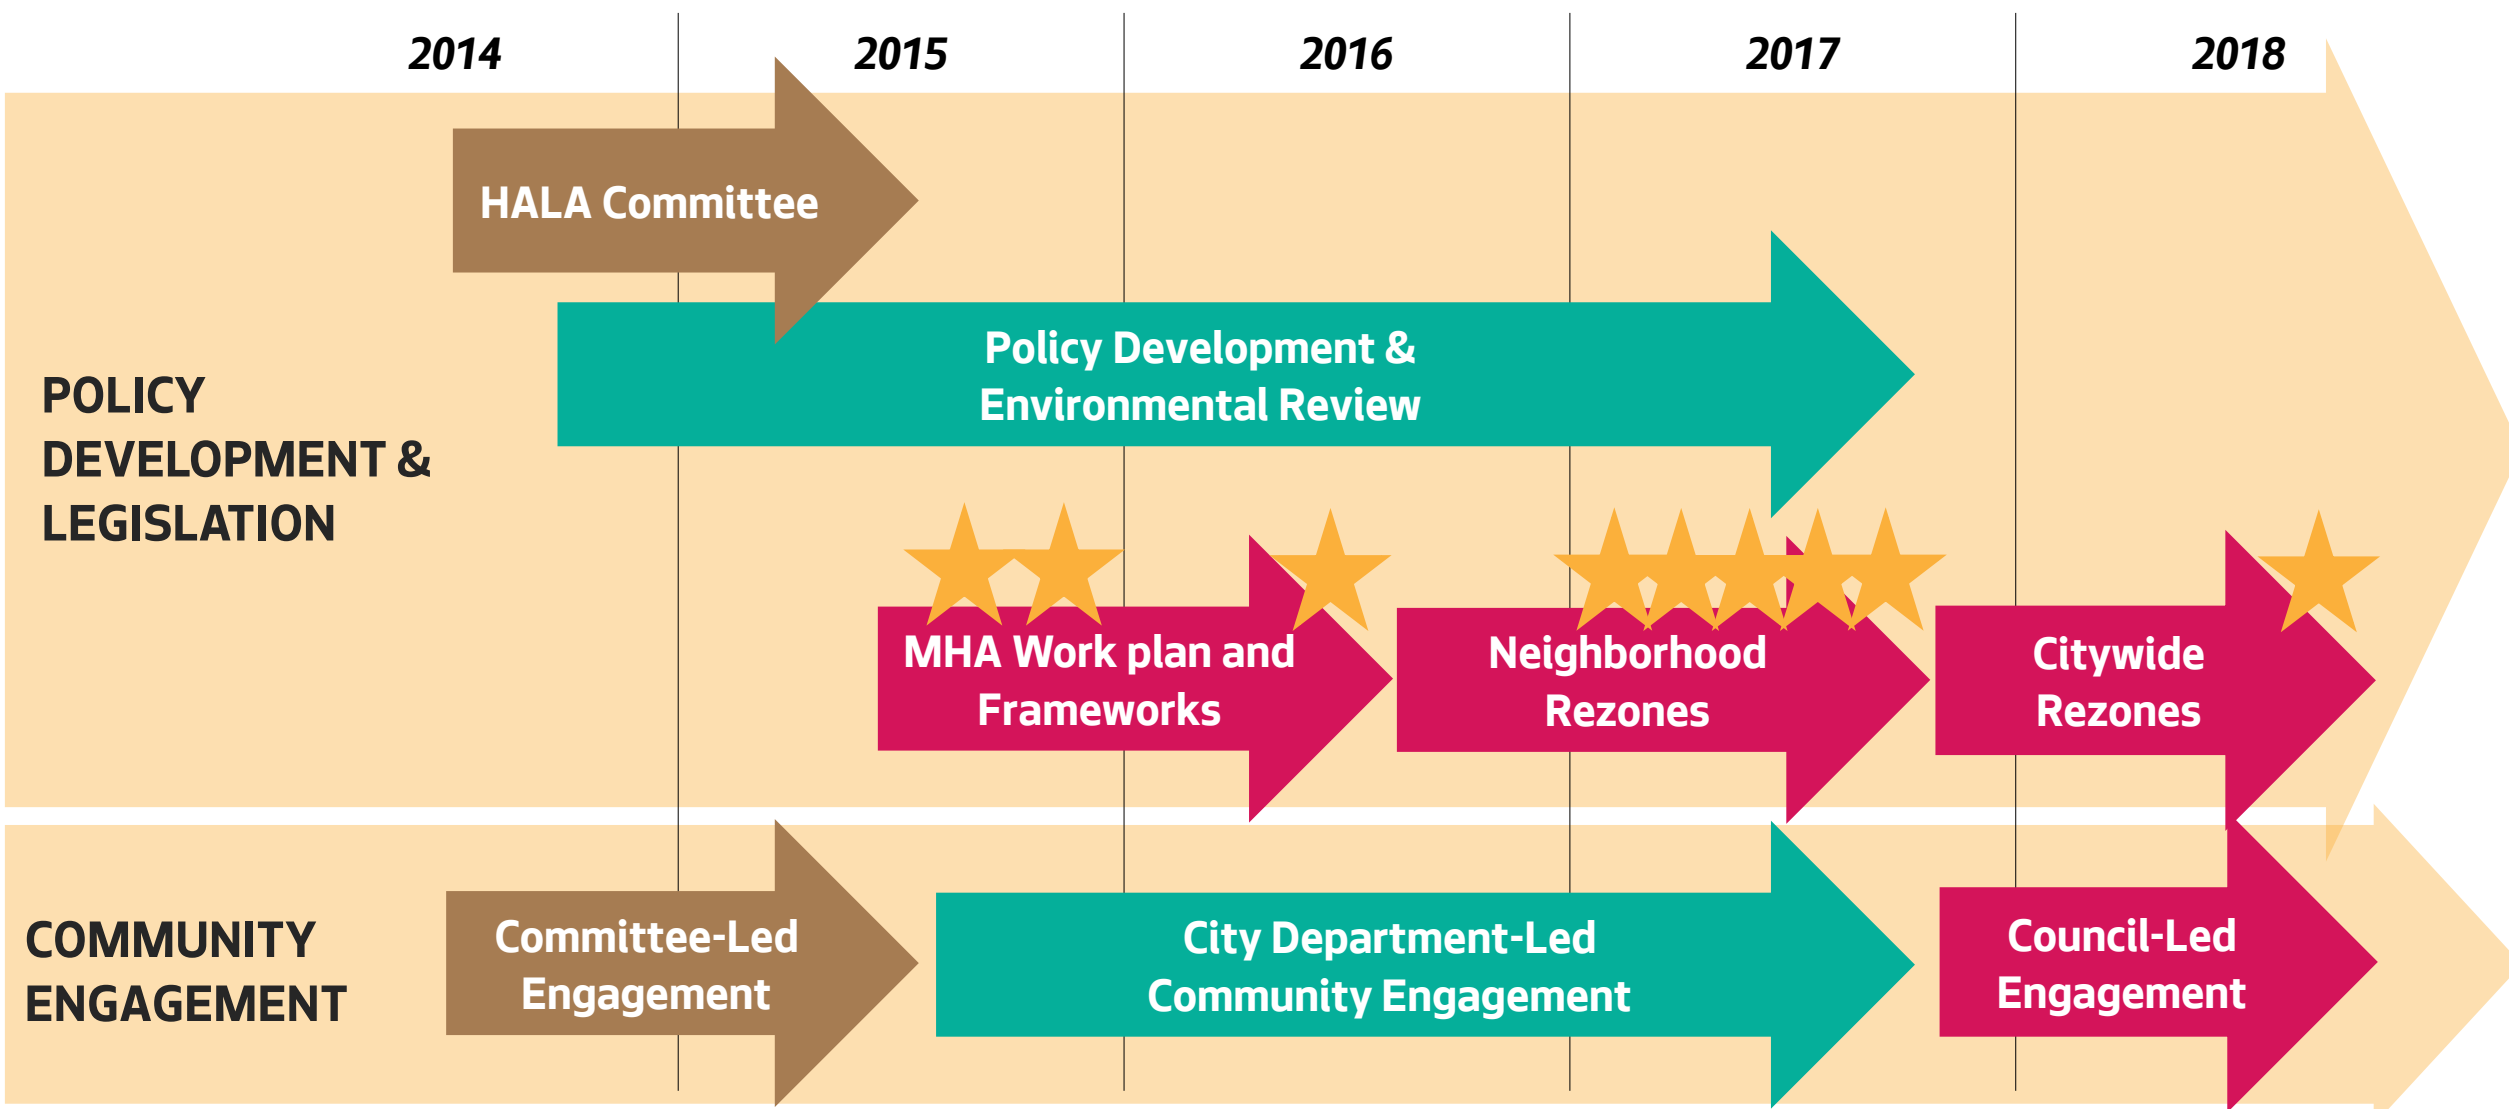 2014 2015 2016 2017 2018
HALA Committee
Policy Development &
Environmental Review
POLICY
DEVELOPMENT &
LEGISLATION
MHA Work plan and
Frameworks
Neighborhood
Rezones
Citywide
Rezones
COMMUNITY
ENGAGEMENT
Committee-Led
Engagement
City Department-Led
Community Engagement
Council-Led
Engagement